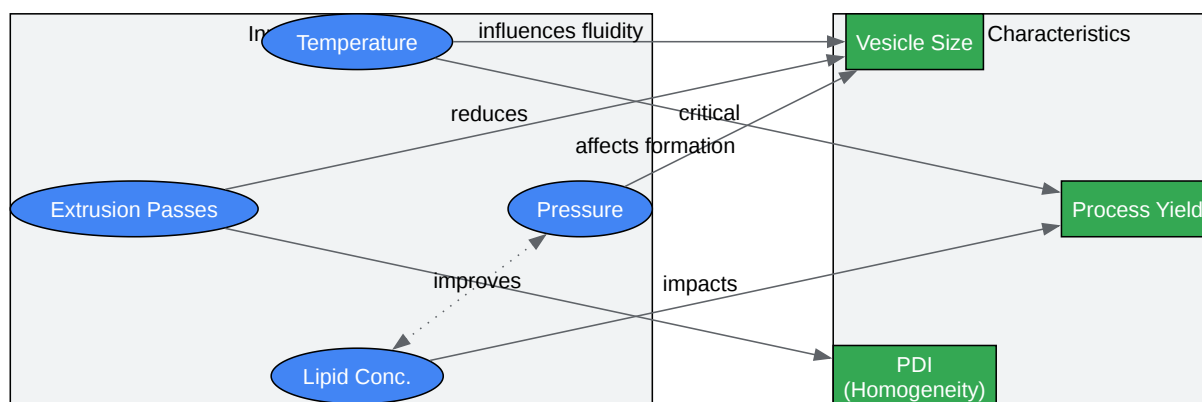 Temperature
influences fluidity
Vesicle Size
Characteristics
reduces
critical
affects formation
Extrusion Passes
Pressure
Process Yield
improves
impacts
Lipid Conc.
PDI
(Homogeneity)